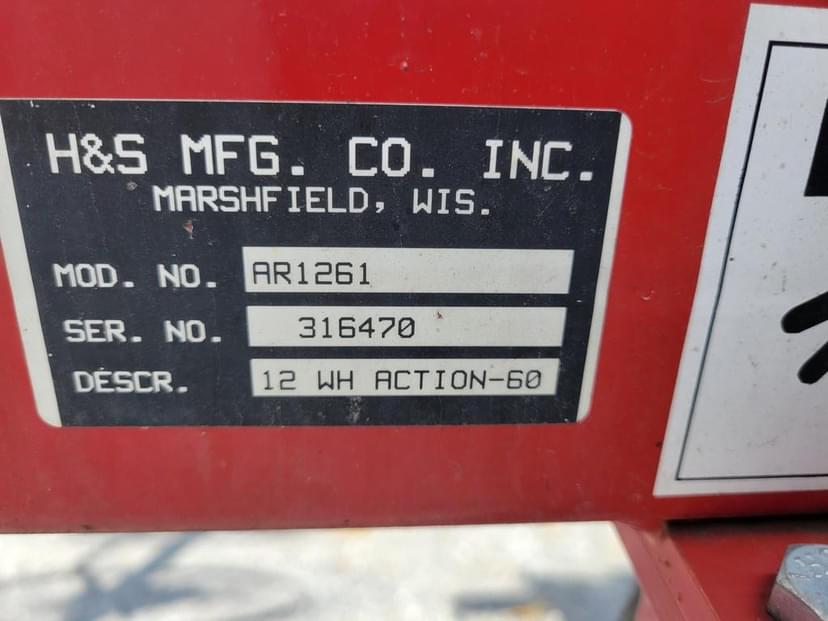 H&S MFG. CO. INC.
MARSHFIELD, WIS.
MOD. NO. AR1261
SER. NO. 316470
DESCR. 12 WH ACTION-60